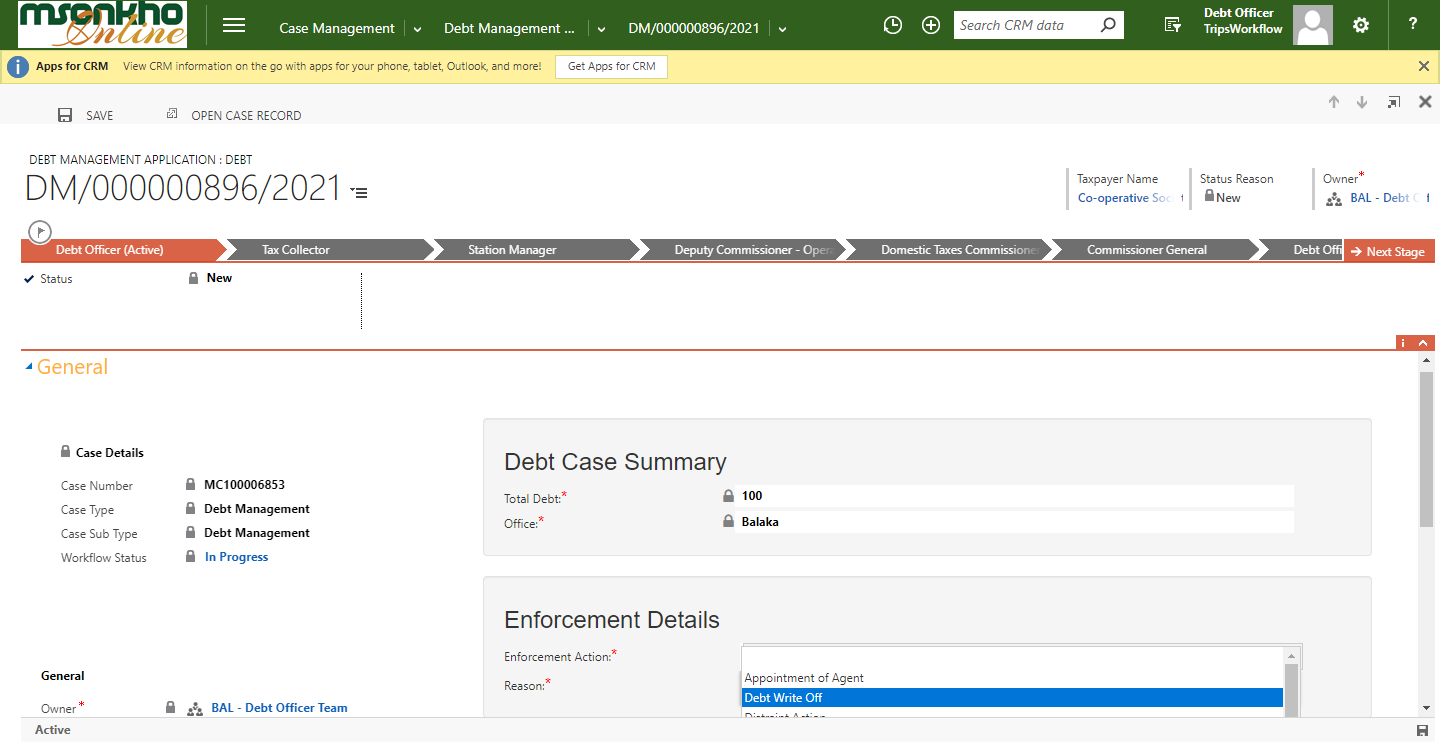 msonkho
Online
Case Management
Debt Management ...
DM/000000896/2021
Search CRM data
Debt Officer
TripsWorkflow
?
i
Apps for CRM
View CRM information on the go with apps for your phone, tablet, Outlook, and more!
Get Apps for CRM
SAVE
OPEN CASE RECORD
DEBT MANAGEMENT APPLICATION : DEBT
DM/000000896/2021
Taxpayer Name
Co-operative Soc
Status Reason
New
Owner*
BAL - Debt
Debt Officer (Active)
Tax Collector
Station Manager
Deputy Commissioner - Oper
Domestic Taxes Commissioner
Commissioner General
Debt Offi
Next Stage
Status
New
i
General
Case Details
Case Number
MC100006853
Case Type
Debt Management
Case Sub Type
Debt Management
Workflow Status
In Progress
General
Owner *
BAL - Debt Officer Team
Debt Case Summary
Total Debt:*
100
Office:*
Balaka
Enforcement Details
Enforcement Action:*
Reason:*
Appointment of Agent
Debt Write Off
Distraint Action
Active